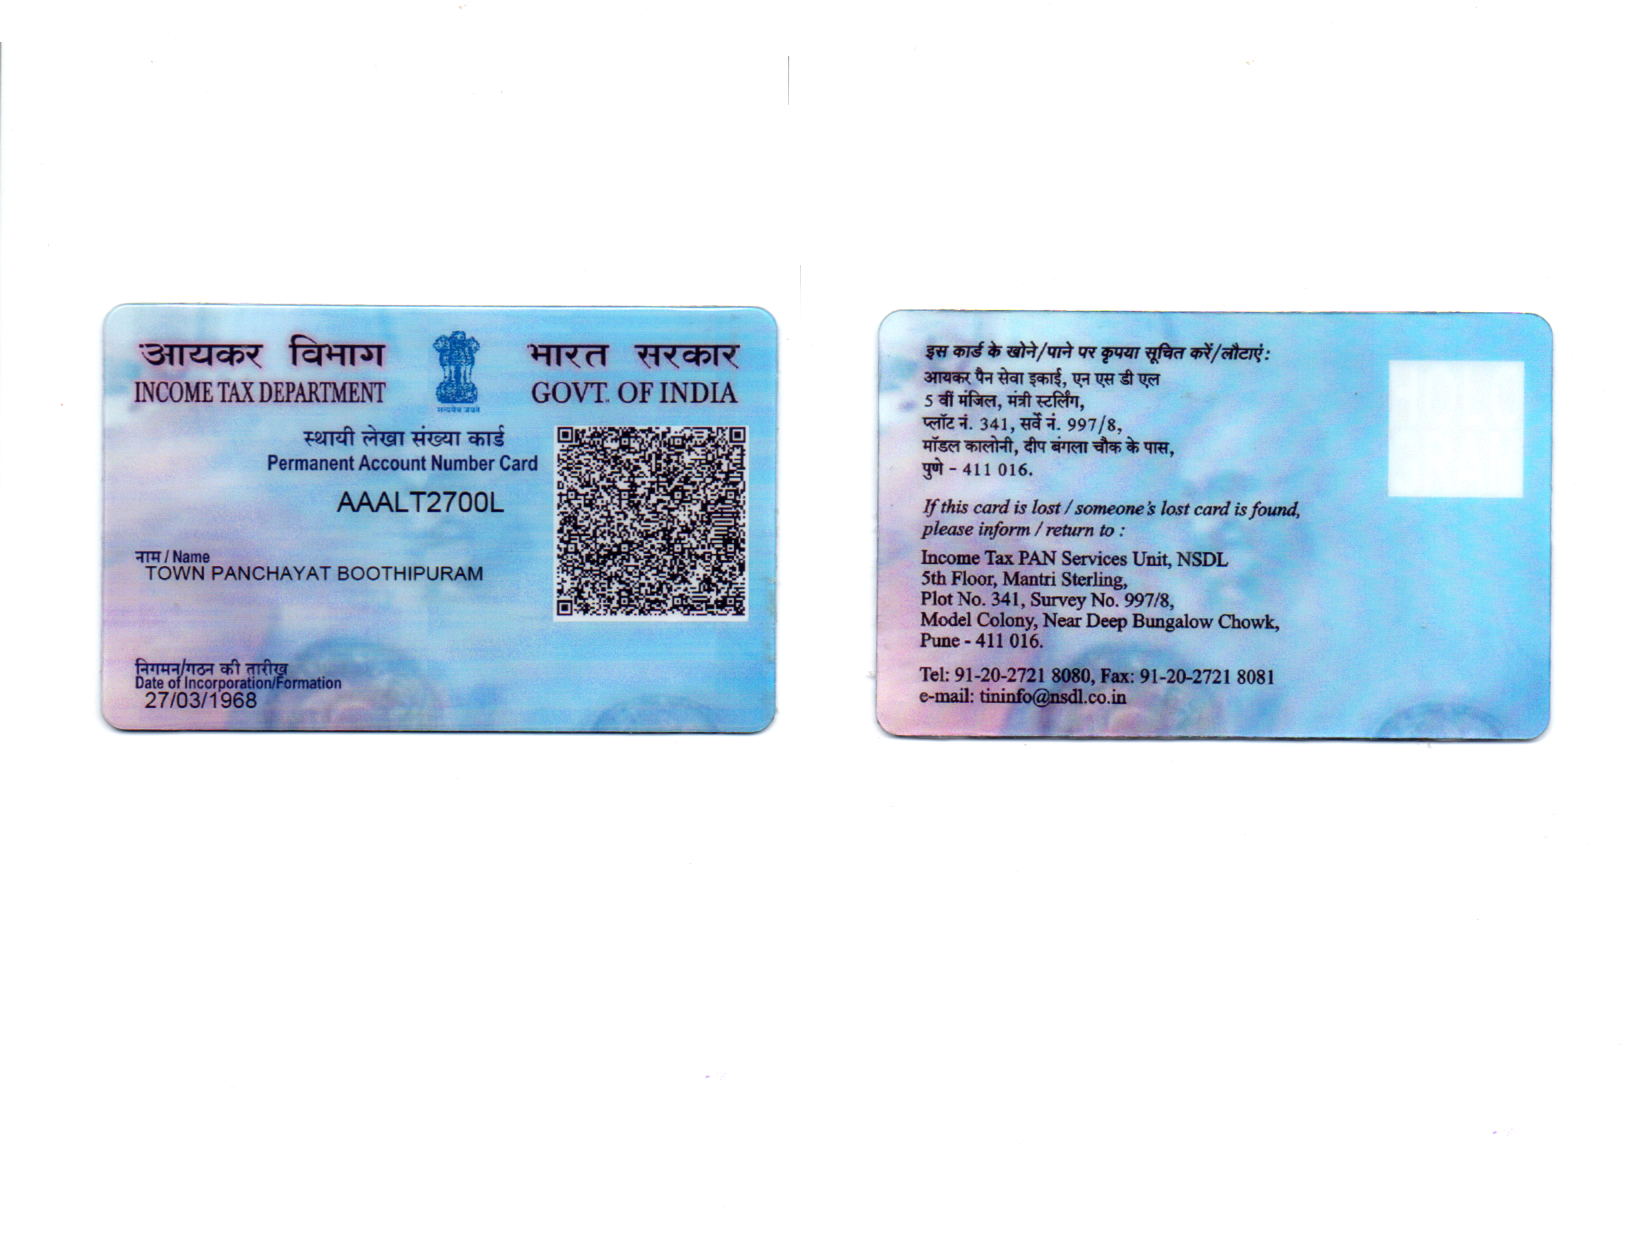 आयकर विभाग
INCOME TAX DEPARTMENT
सत्यमेव जयते
भारत सरकार
GOVT. OF INDIA
स्थायी लेखा संख्या कार्ड
Permanent Account Number Card
AAALT2700L
नाम / Name
TOWN PANCHAYAT BOOTHIPURAM
निगमन/गठन की तारीख
Date of Incorporation/Formation
27/03/1968
इस कार्ड के खोने/पाने पर कृपया सूचित करें/लौटाएं:
आयकर पैन सेवा इकाई, एन एस डी एल
5 वीं मंजिल, मंत्री स्टर्लिंग,
प्लॉट नं. 341, सर्वे नं. 997/8,
मॉडल कालोनी, दीप बंगला चौक के पास,
पुणे - 411 016.
If this card is lost / someone's lost card is found,
please inform / return to :
Income Tax PAN Services Unit, NSDL
5th Floor, Mantri Sterling,
Plot No. 341, Survey No. 997/8,
Model Colony, Near Deep Bungalow Chowk,
Pune - 411 016.
Tel: 91-20-2721 8080, Fax: 91-20-2721 8081
e-mail: tininfo@nsdl.co.in